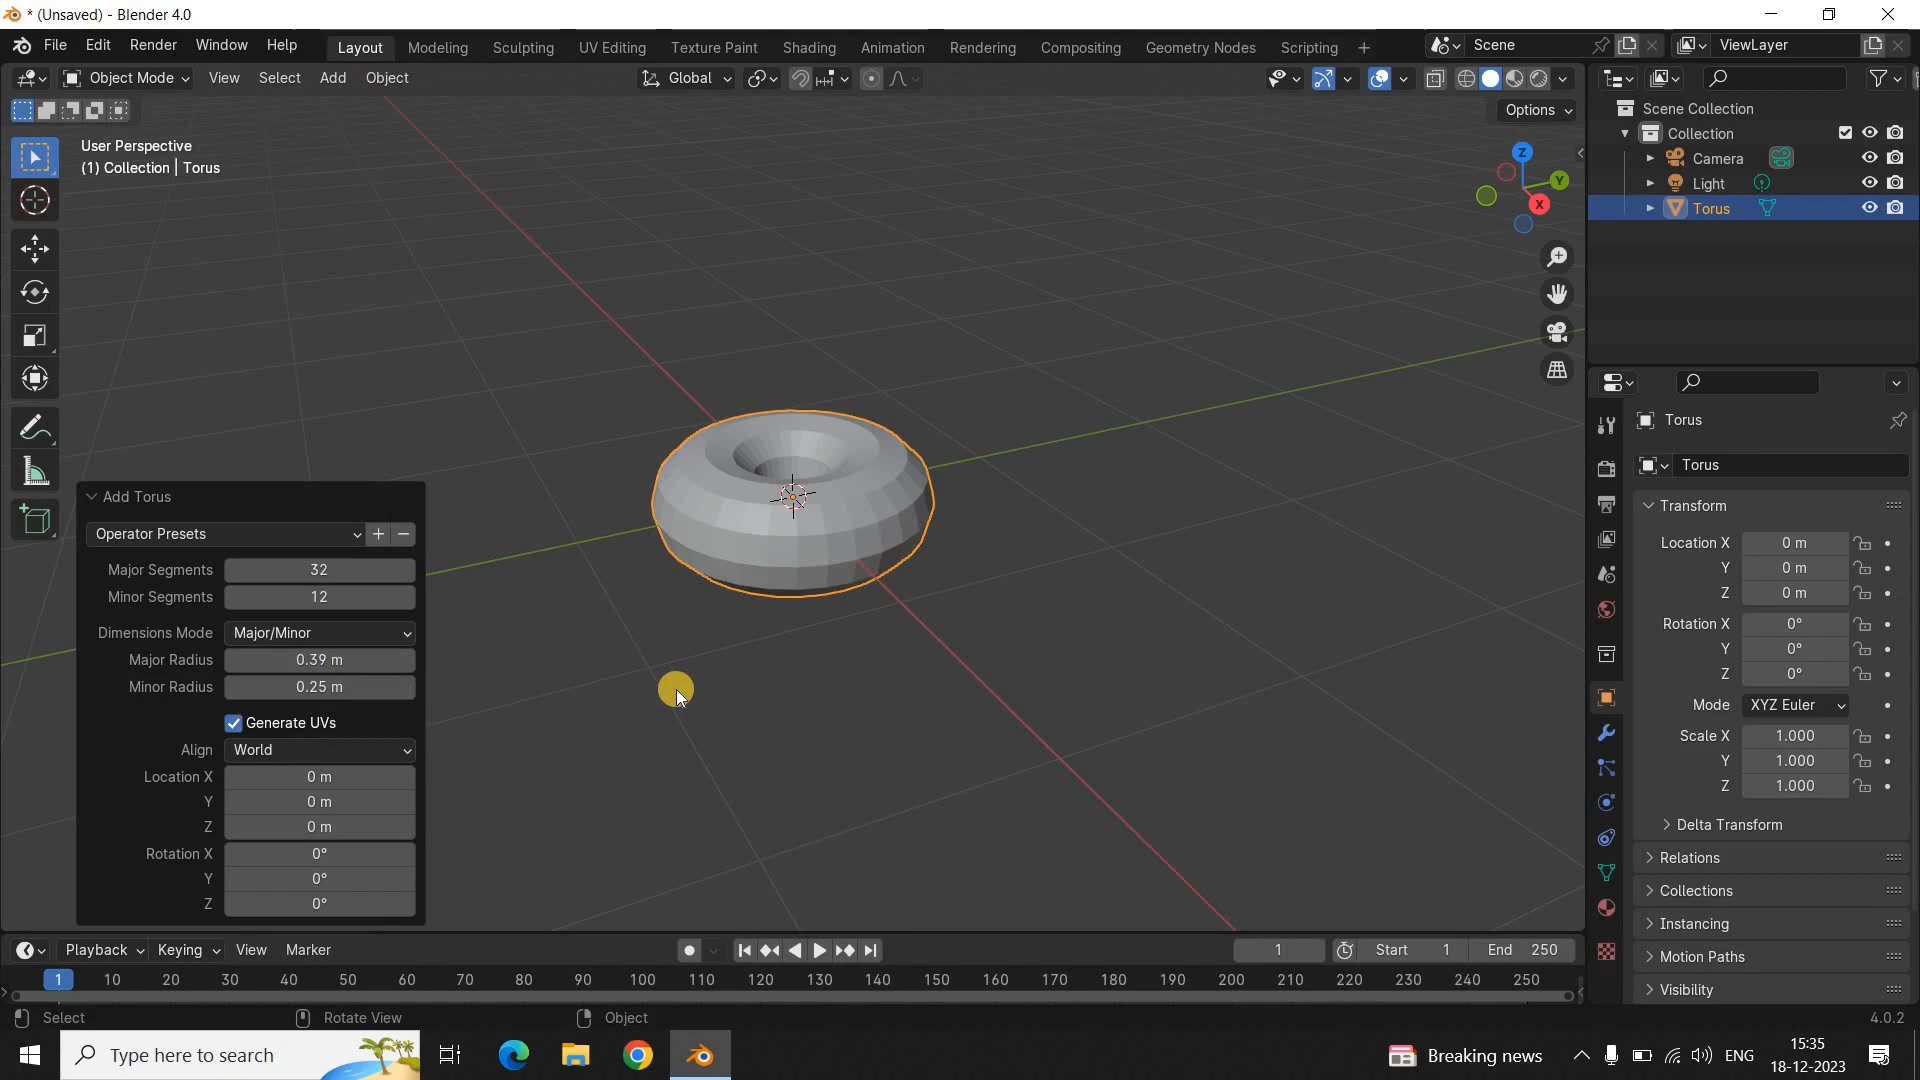 * (Unsaved) - Blender 4.0
File Edit Render Window Help Layout Modeling Sculpting UV Editing Texture Paint Shading Animation Rendering Compositing Geometry Nodes Scripting + Scene ViewLayer
Object Mode View Select Add Object Global
Options
User Perspective
(1) Collection | Torus
Z
Y
X
Scene Collection
Collection
Camera
Light
Torus
Add Torus
Operator Presets
Major Segments 32
Minor Segments 12
Dimensions Mode Major/Minor
Major Radius 0.39 m
Minor Radius 0.25 m
Generate UVs
Align World
Location X 0 m
Y 0 m
Z 0 m
Rotation X 0°
Y 0°
Z 0°
Torus
Torus
Transform
Location X 0 m
Y 0 m
Z 0 m
Rotation X 0°
Y 0°
Z 0°
Mode XYZ Euler
Scale X 1.000
Y 1.000
Z 1.000
Delta Transform
Relations
Collections
Instancing
Motion Paths
Visibility
Playback Keying View Marker 1 Start 1 End 250
1 10 20 30 40 50 60 70 80 90 100 110 120 130 140 150 160 170 180 190 200 210 220 230 240 250
Select Rotate View Object 4.0.2
Type here to search Breaking news ENG 15:35
18-12-2023